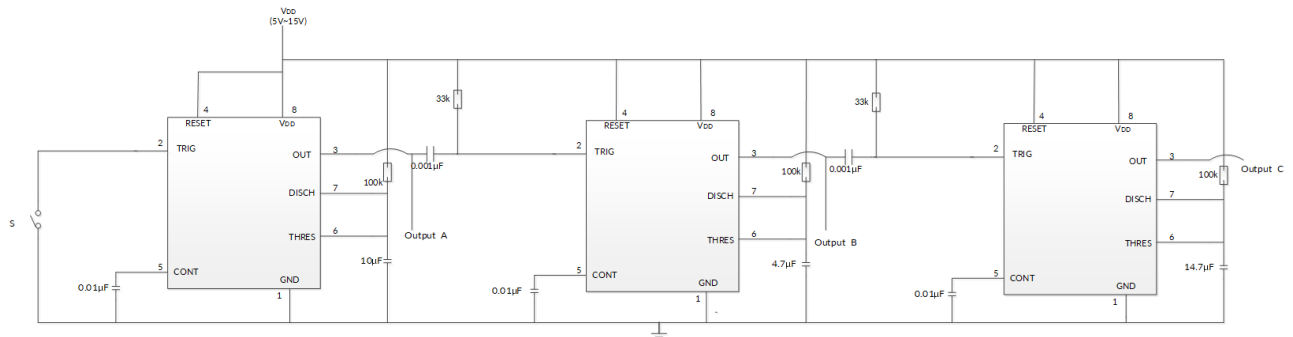 VDD
(5V~15V)
S
2
TRIG
4
RESET
8
VDD
OUT
3
DISCH
7
THRES
6
5
CONT
GND
1
0.01µF
100k
10µF
Output A
0.001µF
33k
2
TRIG
4
RESET
8
VDD
OUT
3
DISCH
7
THRES
6
5
CONT
GND
1
0.01µF
100k
4.7µF
Output B
0.001µF
33k
2
TRIG
4
RESET
8
VDD
OUT
3
DISCH
7
THRES
6
5
CONT
GND
1
0.01µF
100k
14.7µF
Output C